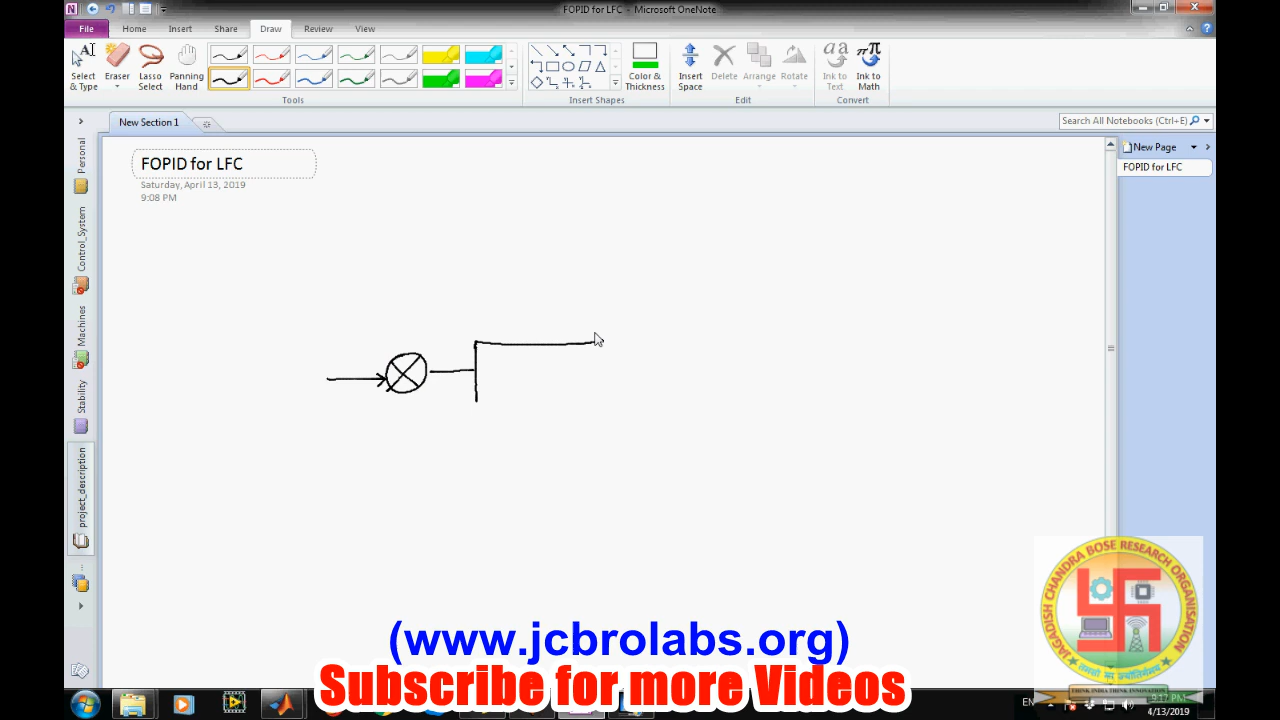 FOPID for LFC - Microsoft OneNote
File Home Insert Share Draw Review View
Select & Type
Eraser
Lasso Select
Panning Hand
Color & Thickness
Insert Space
Delete
Arrange
Rotate
Ink to Text
Ink to Math
Tools
Insert Shapes
Edit
Convert
New Section 1
Search All Notebooks (Ctrl+E)
New Page
FOPID for LFC
Personal
Control_System
Machines
Stability
project_description
FOPID for LFC
Saturday, April 13, 2019
9:08 PM
JAGADISH CHANDRA BOSE RESEARCH ORGANISATION
THINK INDIA THINK INNOVATION
(www.jcbrolabs.org)
Subscribe for more Videos
EN
9:17 PM
4/13/2019